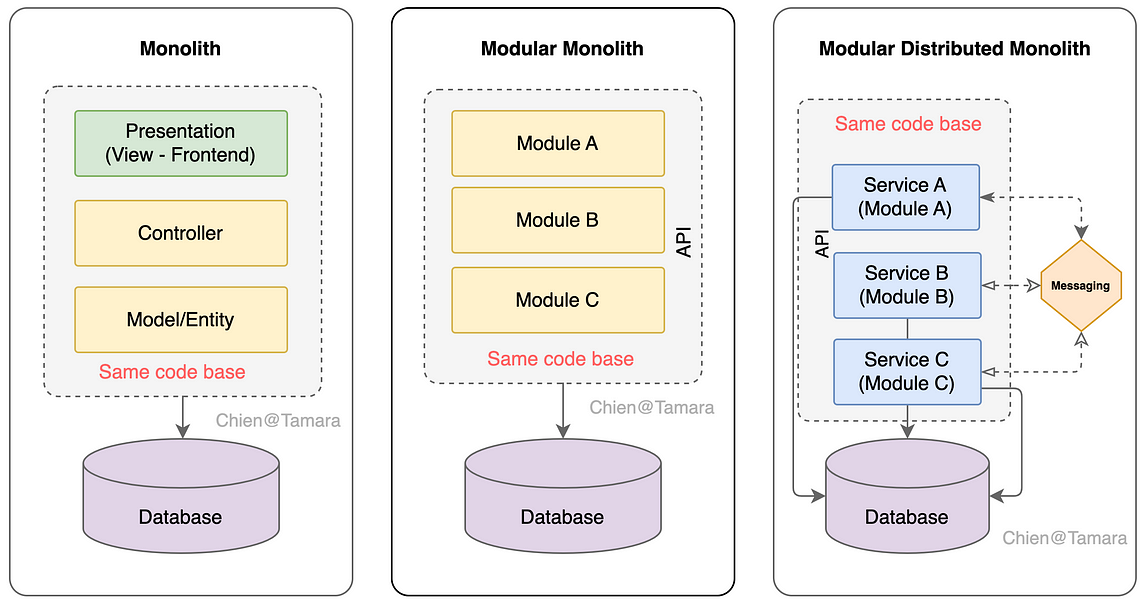 Monolith
Presentation
(View - Frontend)
Controller
Model/Entity
Same code base
Chien@Tamara
Database
Modular Monolith
Module A
Module B
Module C
API
Same code base
Chien@Tamara
Database
Modular Distributed Monolith
Same code base
Service A
(Module A)
API
Service B
(Module B)
Messaging
Service C
(Module C)
Database
Chien@Tamara